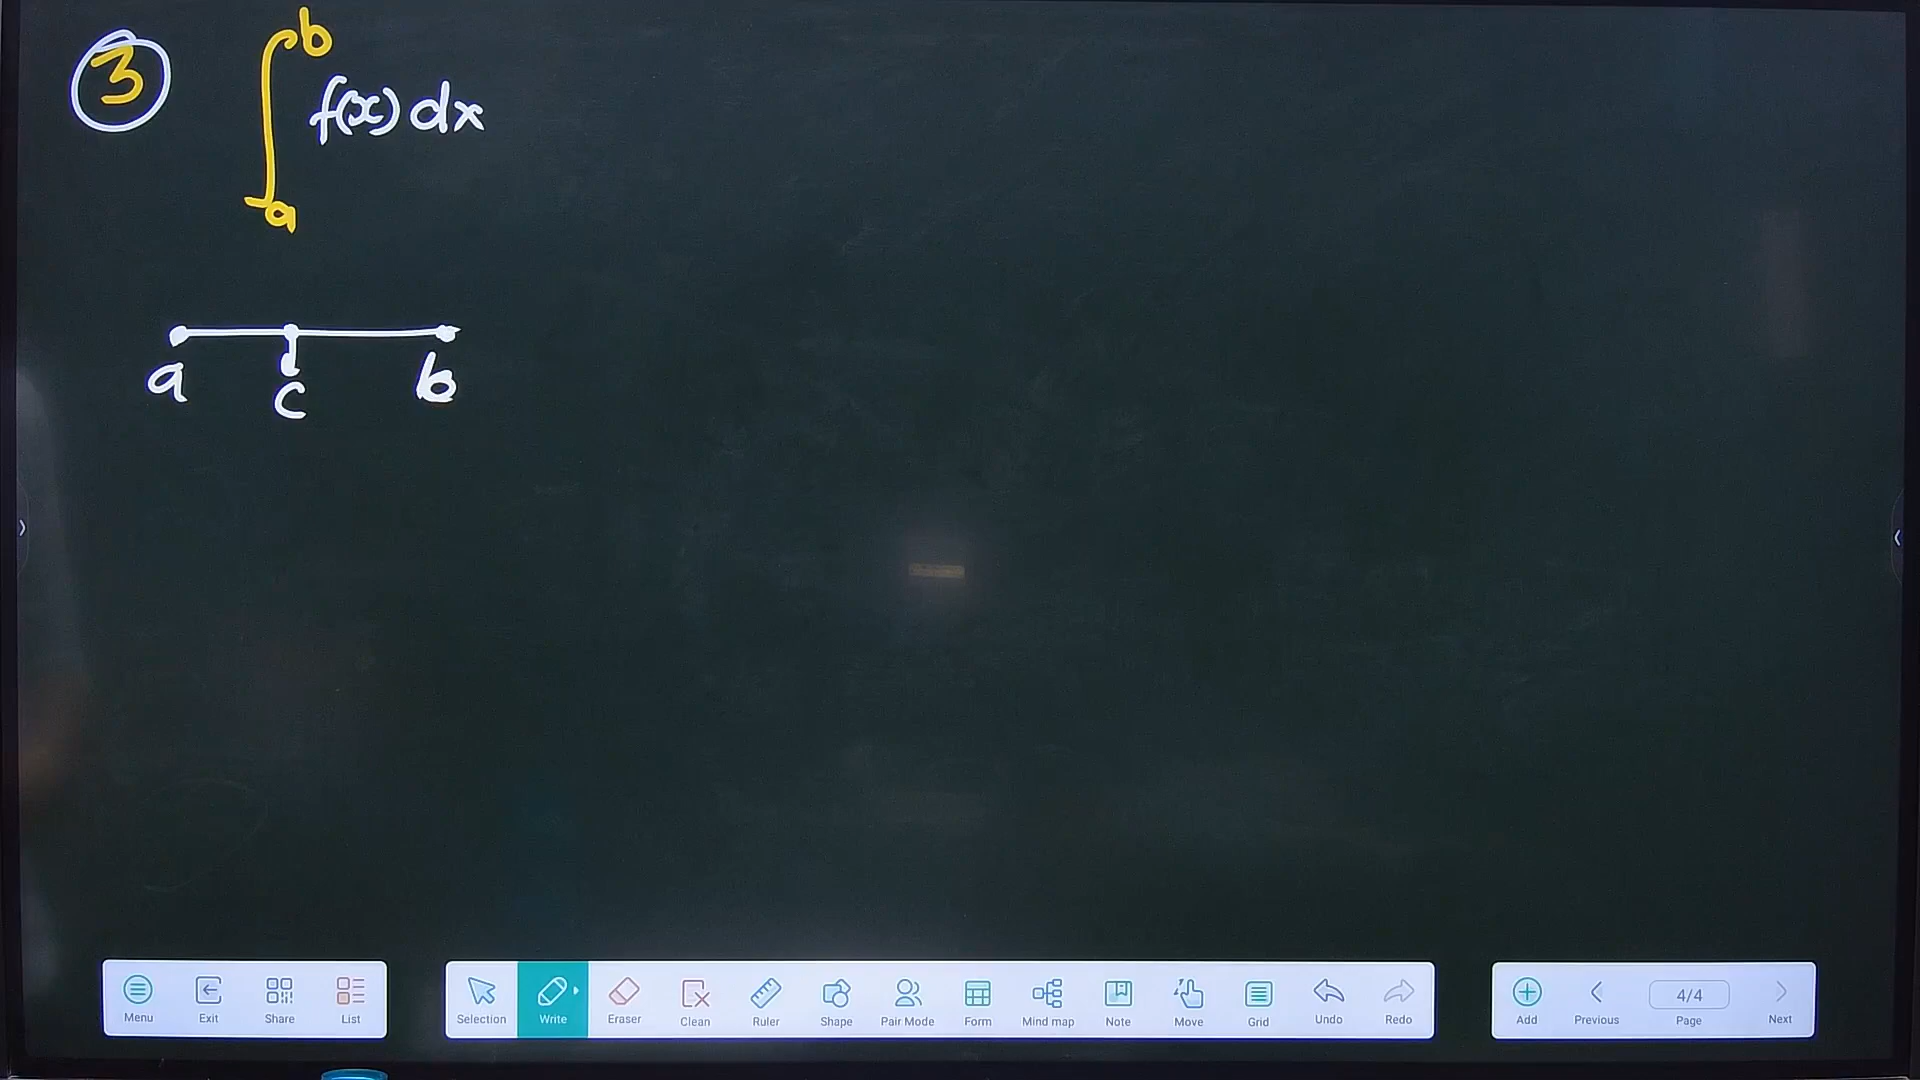 3 ∫ₐᵇ f(x) dx
a c b
Menu Exit Share List Selection Write Eraser Clean Ruler Shape Pair Mode Form Mind map Note Move Grid Undo Redo Add Previous 4/4 Page Next